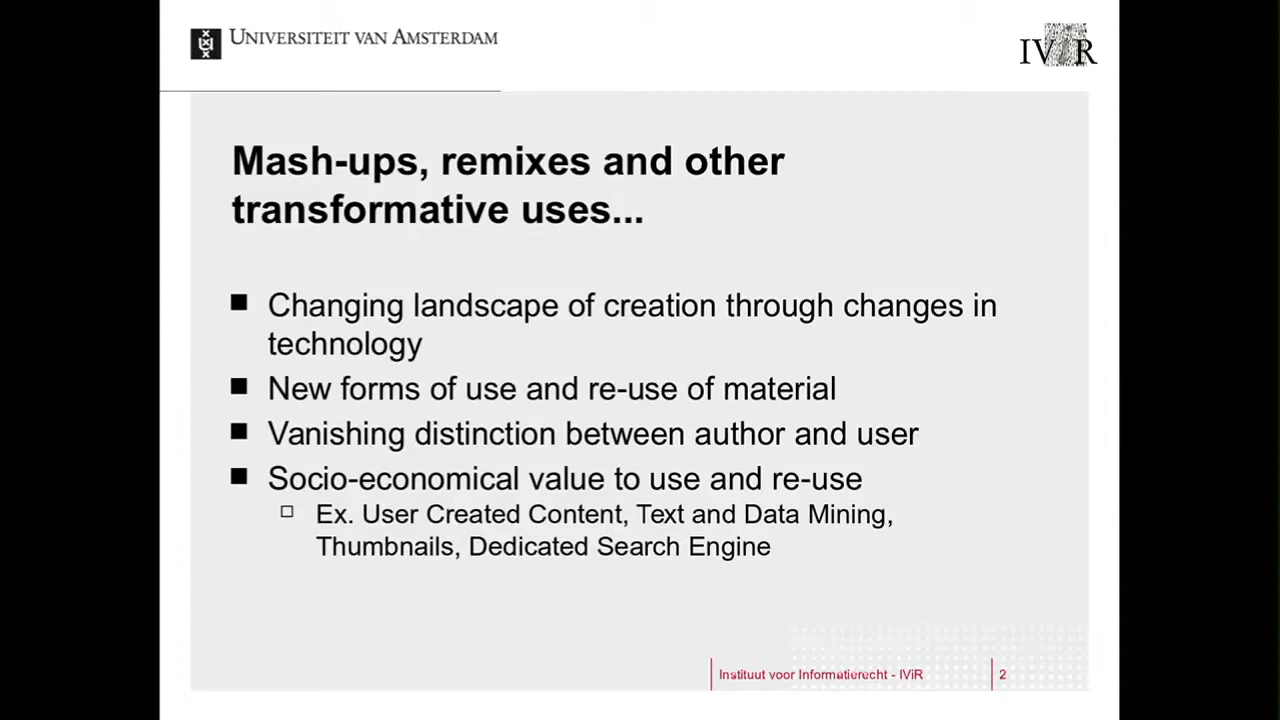 UNIVERSITEIT VAN AMSTERDAM
IViR
Mash-ups, remixes and other
transformative uses...
Changing landscape of creation through changes in
technology
New forms of use and re-use of material
Vanishing distinction between author and user
Socio-economical value to use and re-use
Ex. User Created Content, Text and Data Mining,
Thumbnails, Dedicated Search Engine
Instituut voor Informatierecht - IViR
2